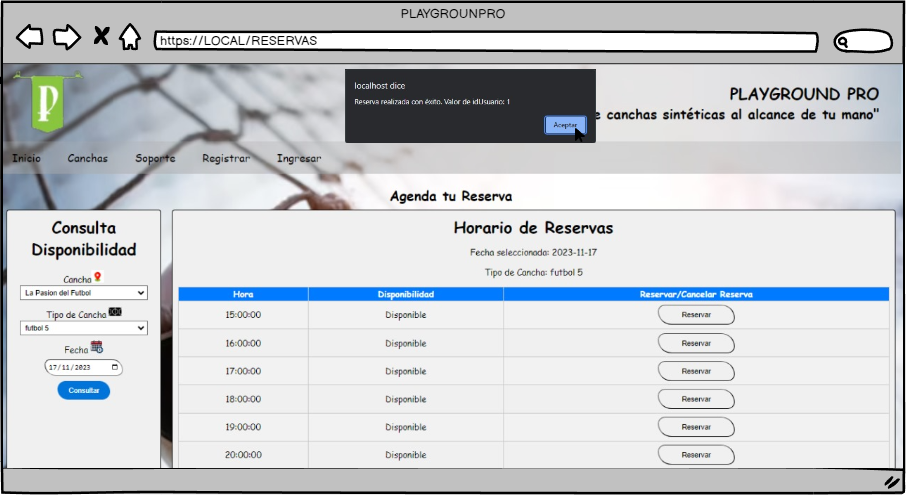 PLAYGROUNPRO
https://LOCAL/RESERVAS
localhost dice
Reserva realizada con éxito. Valor de idUsuario: 1
Aceptar
P
PLAYGROUND PRO
e canchas sintéticas al alcance de tu mano"
Inicio Canchas Soporte Registrar Ingresar
Agenda tu Reserva
Consulta
Disponibilidad
Cancha
La Pasion del Futbol
Tipo de Cancha
futbol 5
Fecha
17/11/2023
Consultar
Horario de Reservas
Fecha seleccionada: 2023-11-17
Tipo de Cancha: futbol 5
Hora Disponibilidad Reservar/Cancelar Reserva
15:00:00 Disponible Reservar
16:00:00 Disponible Reservar
17:00:00 Disponible Reservar
18:00:00 Disponible Reservar
19:00:00 Disponible Reservar
20:00:00 Disponible Reservar